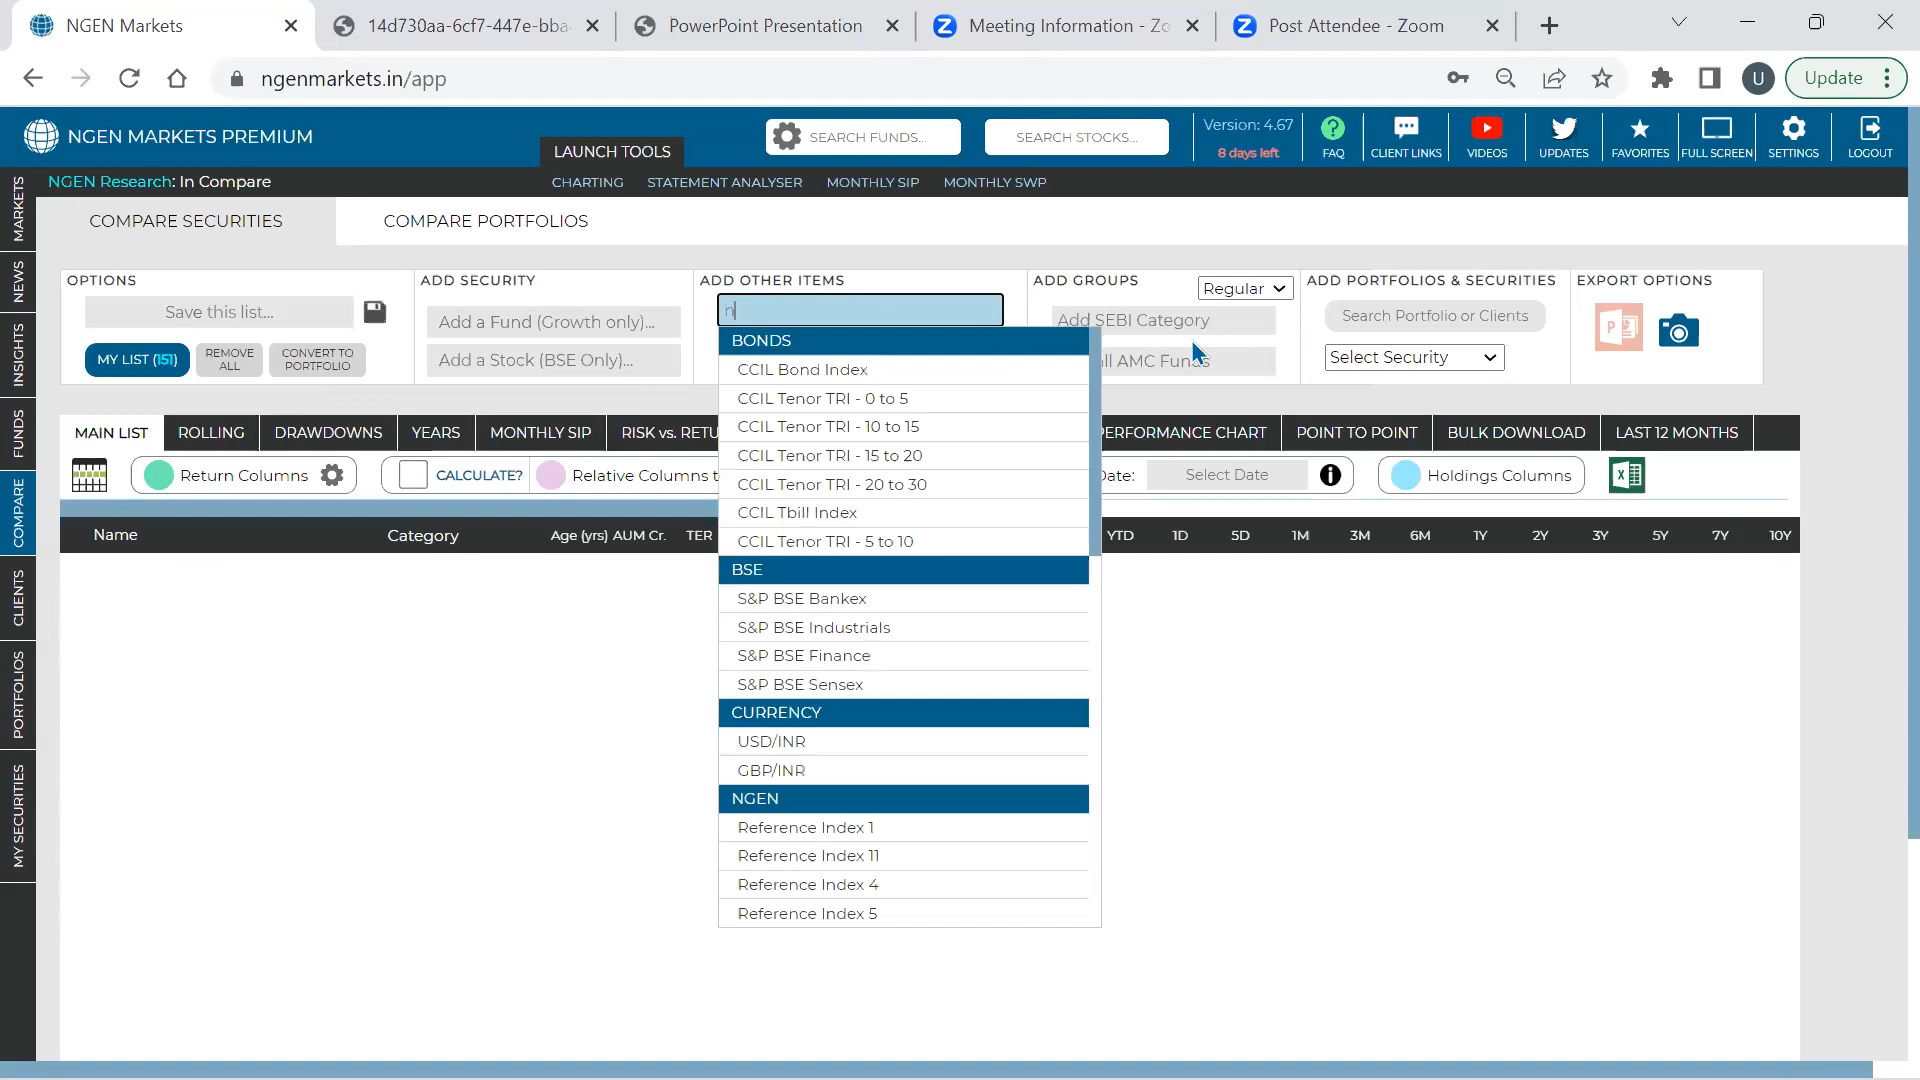 NGEN Markets
14d730aa-6cf7-447e-bba
PowerPoint Presentation
Meeting Information - Zo
Post Attendee - Zoom
ngenmarkets.in/app
U
Update
NGEN MARKETS PREMIUM
LAUNCH TOOLS
SEARCH FUNDS...
SEARCH STOCKS...
Version: 4.67
8 days left
FAQ
CLIENT LINKS
VIDEOS
UPDATES
FAVORITES
FULL SCREEN
SETTINGS
LOGOUT
NGEN Research: In Compare
CHARTING
STATEMENT ANALYSER
MONTHLY SIP
MONTHLY SWP
MARKETS
NEWS
INSIGHTS
FUNDS
COMPARE
CLIENTS
PORTFOLIOS
MY SECURITIES
COMPARE SECURITIES
COMPARE PORTFOLIOS
OPTIONS
Save this list...
MY LIST (151)
REMOVE
ALL
CONVERT TO
PORTFOLIO
ADD SECURITY
Add a Fund (Growth only)...
Add a Stock (BSE Only)...
ADD OTHER ITEMS
n
ADD GROUPS
Regular
Add SEBI Category
all AMC Funds
ADD PORTFOLIOS & SECURITIES
Search Portfolio or Clients
Select Security
EXPORT OPTIONS
MAIN LIST
ROLLING
DRAWDOWNS
YEARS
MONTHLY SIP
RISK vs. RETU
PERFORMANCE CHART
POINT TO POINT
BULK DOWNLOAD
LAST 12 MONTHS
Return Columns
CALCULATE?
Relative Columns t
Date:
Select Date
Holdings Columns
Name
Category
Age (yrs)
AUM Cr.
TER
YTD
1D
5D
1M
3M
6M
1Y
2Y
3Y
5Y
7Y
10Y
BONDS
CCIL Bond Index
CCIL Tenor TRI - 0 to 5
CCIL Tenor TRI - 10 to 15
CCIL Tenor TRI - 15 to 20
CCIL Tenor TRI - 20 to 30
CCIL Tbill Index
CCIL Tenor TRI - 5 to 10
BSE
S&P BSE Bankex
S&P BSE Industrials
S&P BSE Finance
S&P BSE Sensex
CURRENCY
USD/INR
GBP/INR
NGEN
Reference Index 1
Reference Index 11
Reference Index 4
Reference Index 5